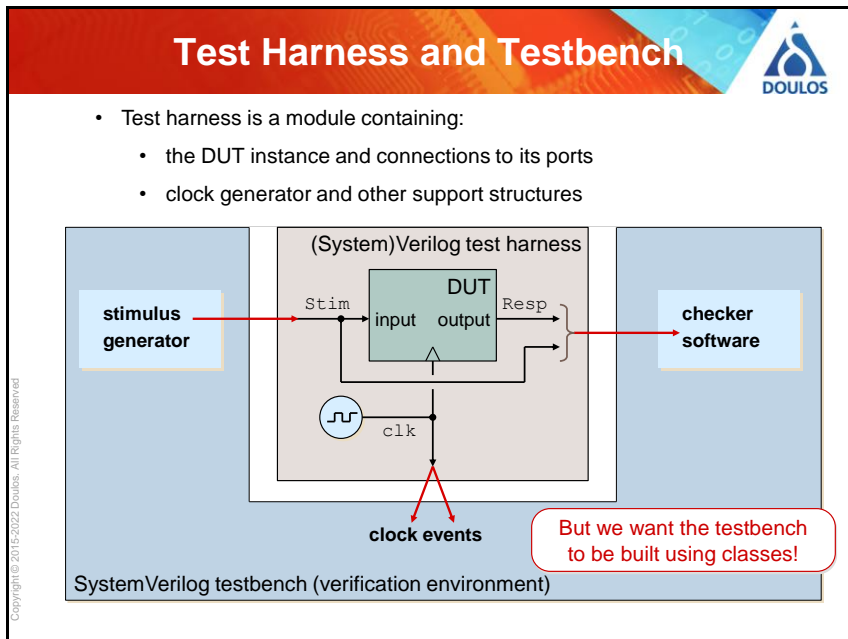 Test Harness and Testbench
DOULOS
• Test harness is a module containing:
• the DUT instance and connections to its ports
• clock generator and other support structures
(System)Verilog test harness
DUT
Stim
Resp
input
output
stimulus
generator
checker
software
clk
clock events
But we want the testbench
to be built using classes!
SystemVerilog testbench (verification environment)
Copyright © 2015-2022 Doulos. All Rights Reserved